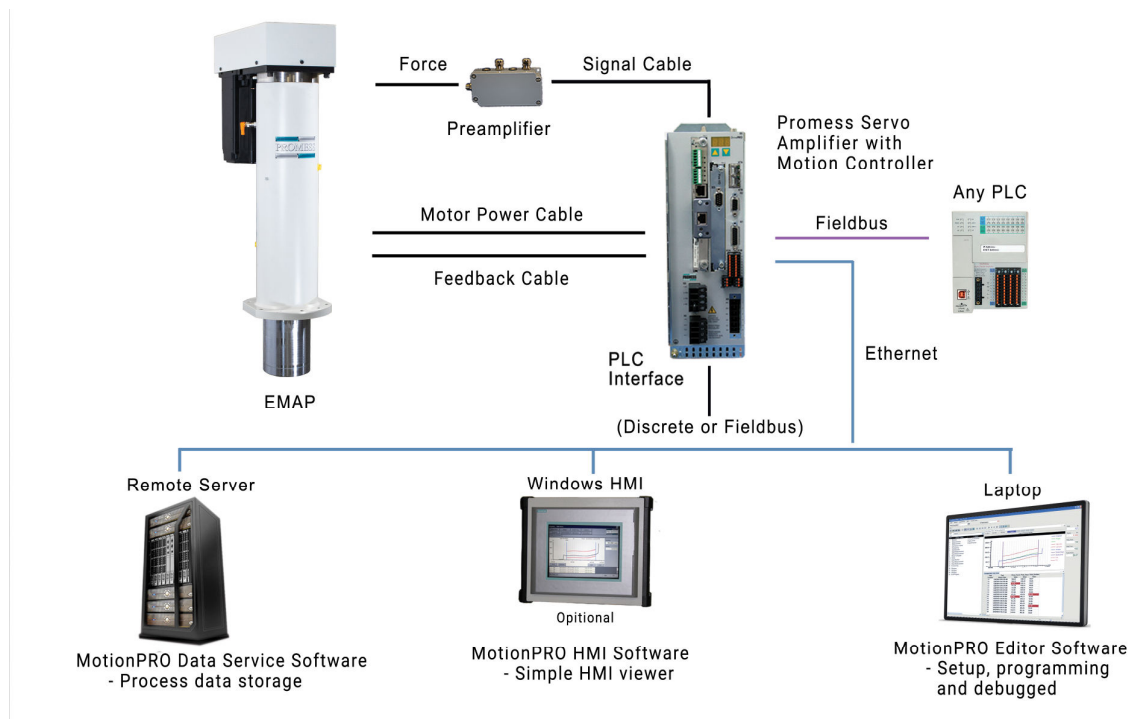 Force
Signal Cable
Preamplifier
PROMESS
Promess Servo
Amplifier with
Motion Controller
Any PLC
Motor Power Cable
Fieldbus
Feedback Cable
Ethernet
PLC
Interface
EMAP
(Discrete or Fieldbus)
Remote Server
Windows HMI
Laptop
Opitional
MotionPRO Data Service Software
- Process data storage
MotionPRO HMI Software
- Simple HMI viewer
MotionPRO Editor Software
- Setup, programming
and debugged